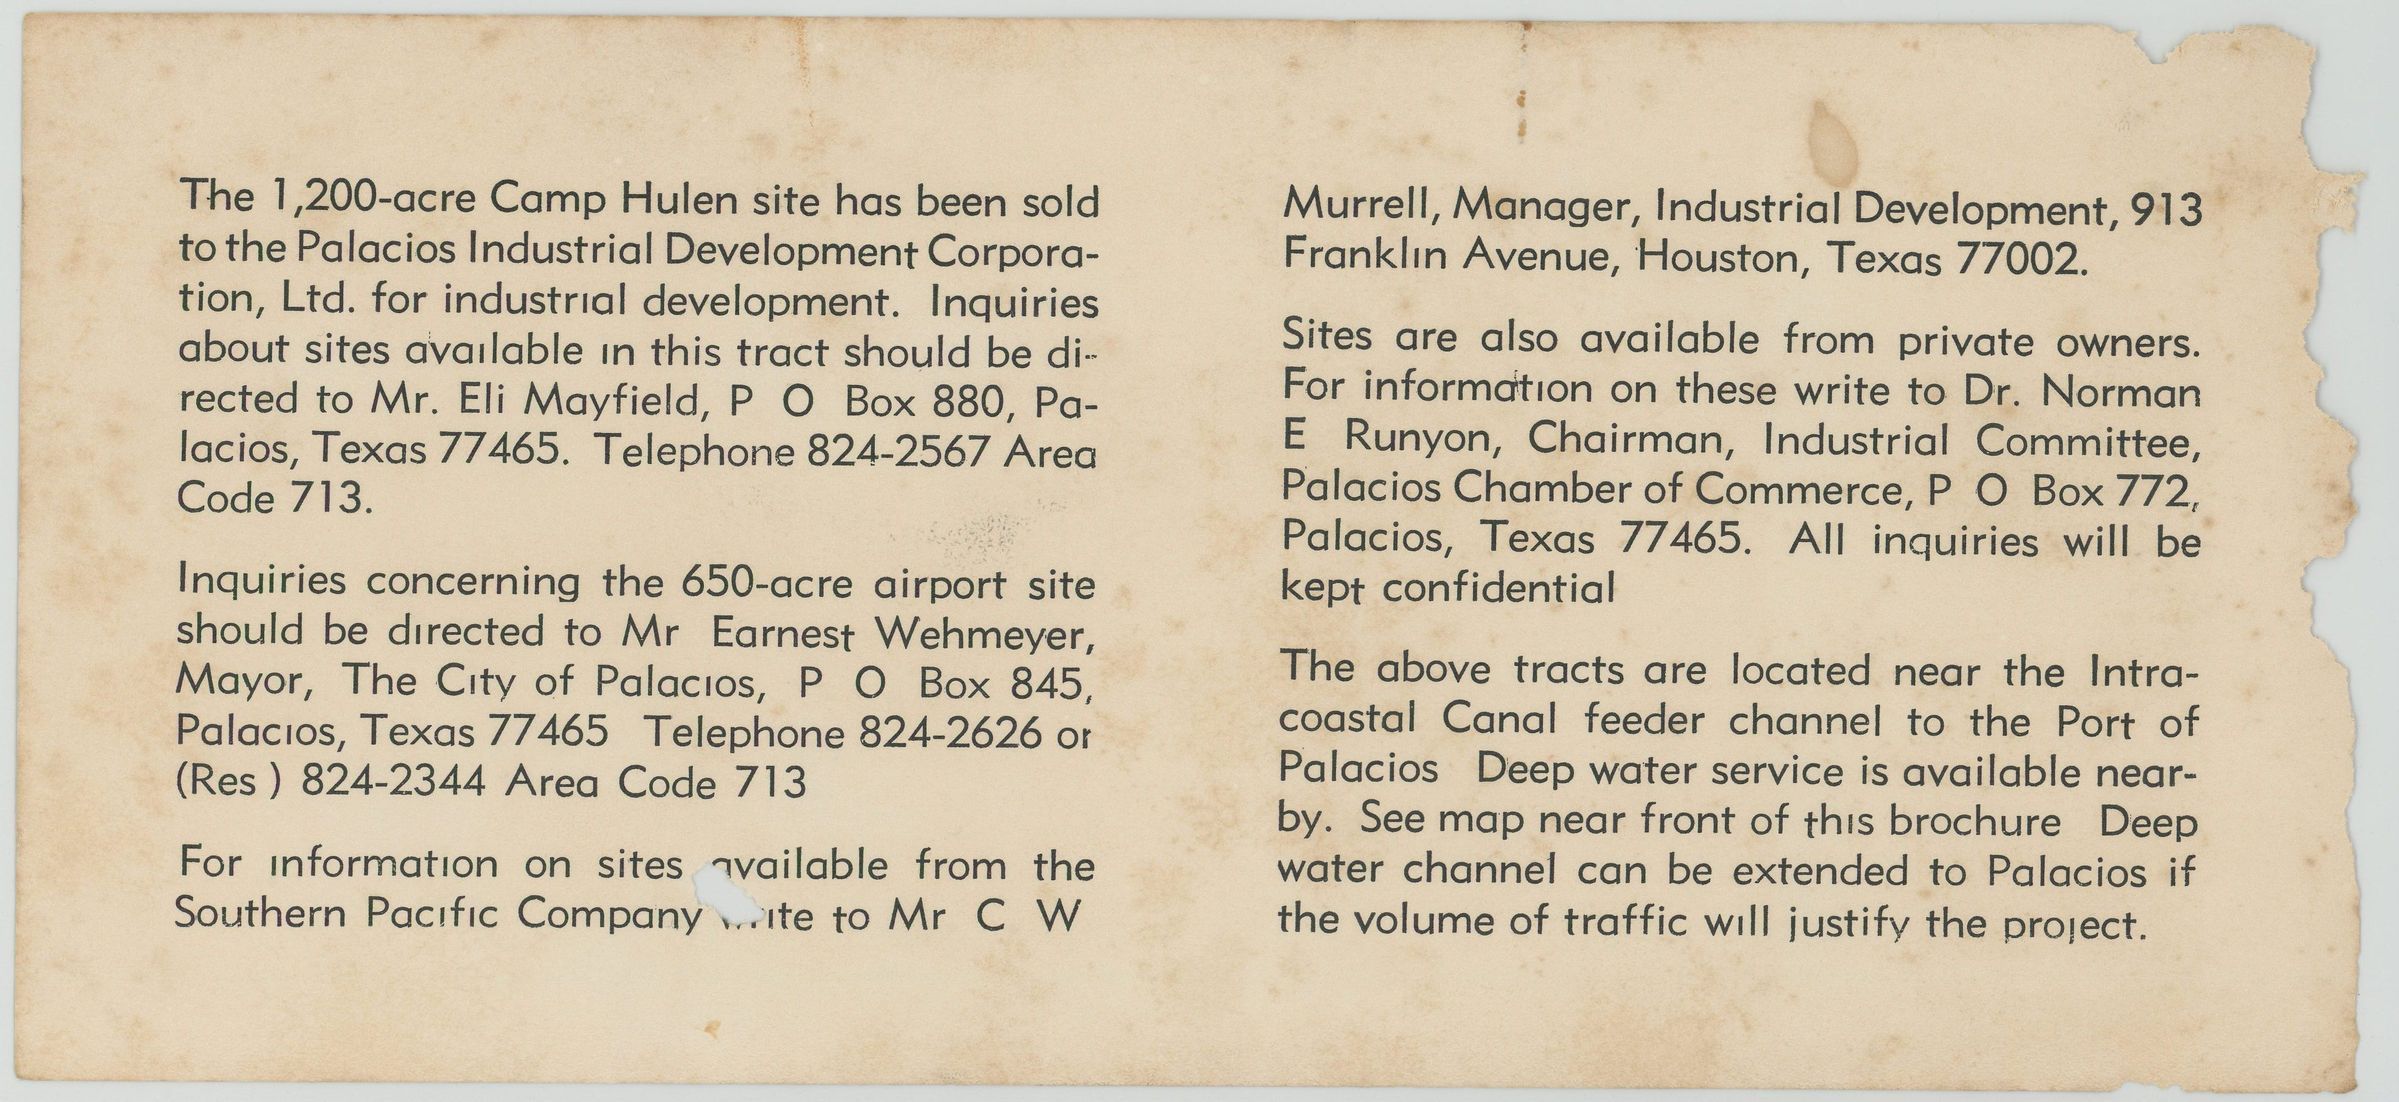 The 1,200-acre Camp Hulen site has been sold
to the Palacios Industrial Development Corpora-
tion, Ltd. for industrial development. Inquiries
about sites available in this tract should be di-
rected to Mr. Eli Mayfield, P O Box 880, Pa-
lacios, Texas 77465. Telephone 824-2567 Area
Code 713.
Inquiries concerning the 650-acre airport site
should be directed to Mr Earnest Wehmeyer,
Mayor, The City of Palacios, P O Box 845,
Palacios, Texas 77465 Telephone 824-2626 or
(Res ) 824-2344 Area Code 713
For information on sites available from the
Southern Pacific Company write to Mr C W
Murrell, Manager, Industrial Development, 913
Franklin Avenue, Houston, Texas 77002.
Sites are also available from private owners.
For information on these write to Dr. Norman
E Runyon, Chairman, Industrial Committee,
Palacios Chamber of Commerce, P O Box 772,
Palacios, Texas 77465. All inquiries will be
kept confidential
The above tracts are located near the Intra-
coastal Canal feeder channel to the Port of
Palacios Deep water service is available near-
by. See map near front of this brochure Deep
water channel can be extended to Palacios if
the volume of traffic will justify the project.